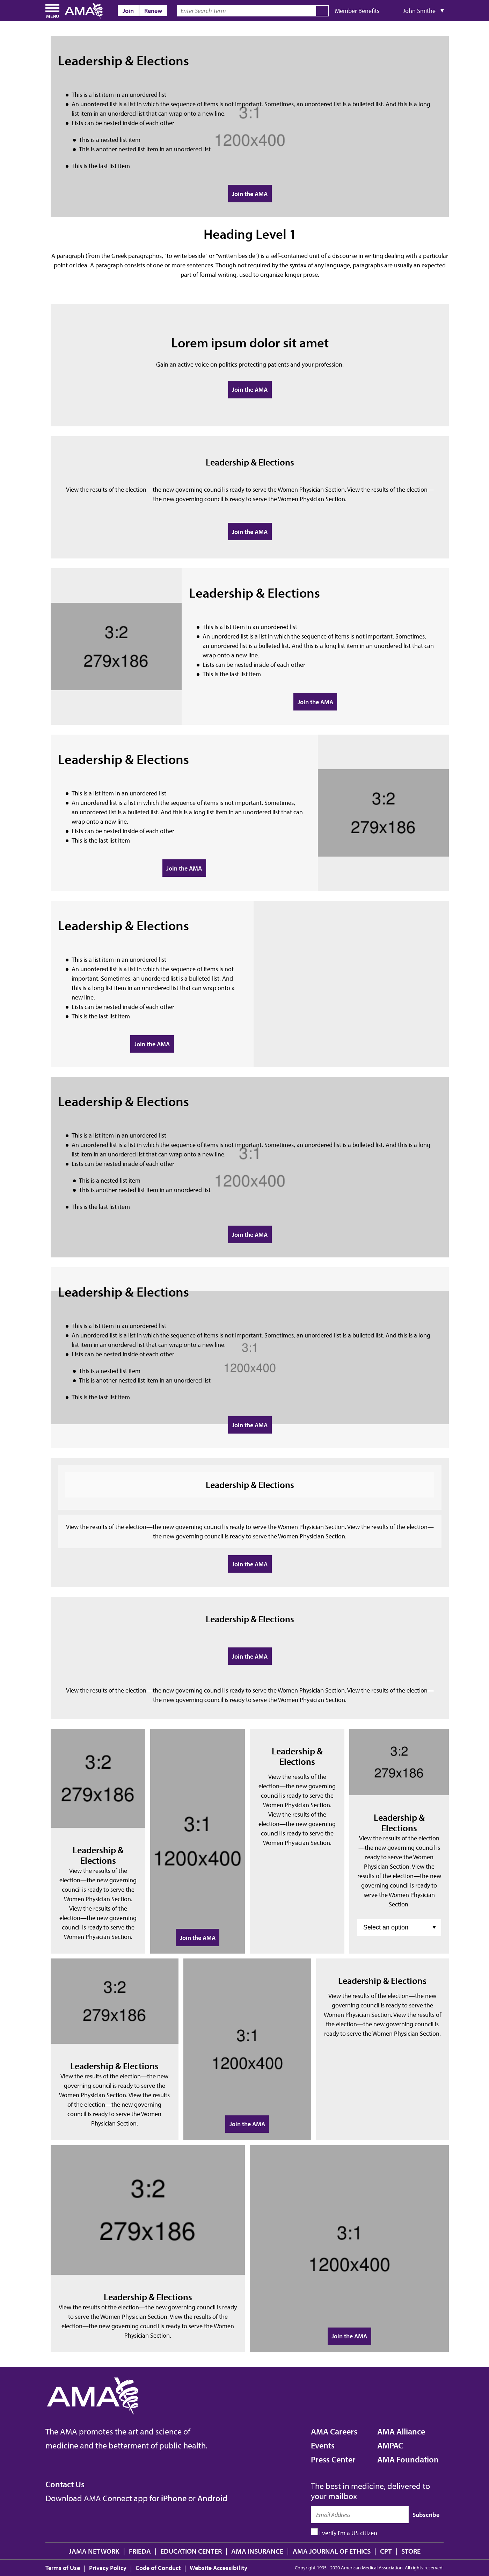 MENU
AMA
Join
Renew
Enter Search Term
Member Benefits
John Smithe ▼
Leadership & Elections
This is a list item in an unordered list
An unordered list is a list in which the sequence of items is not important. Sometimes, an unordered list is a bulleted list. And this is a long
list item in an unordered list that can wrap onto a new line.
3:1
Lists can be nested inside of each other
1200x400
This is a nested list item
This is another nested list item in an unordered list
This is the last list item
Join the AMA
Heading Level 1
A paragraph (from the Greek paragraphos, "to write beside" or "written beside") is a self-contained unit of a discourse in writing dealing with a particular
point or idea. A paragraph consists of one or more sentences. Though not required by the syntax of any language, paragraphs are usually an expected
part of formal writing, used to organize longer prose.
Lorem ipsum dolor sit amet
Gain an active voice on politics protecting patients and your profession.
Join the AMA
Leadership & Elections
View the results of the election—the new governing council is ready to serve the Women Physician Section. View the results of the election—
the new governing council is ready to serve the Women Physician Section.
Join the AMA
3:2
279x186
Leadership & Elections
This is a list item in an unordered list
An unordered list is a list in which the sequence of items is not important. Sometimes,
an unordered list is a bulleted list. And this is a long list item in an unordered list that can
wrap onto a new line.
Lists can be nested inside of each other
This is the last list item
Join the AMA
Leadership & Elections
This is a list item in an unordered list
An unordered list is a list in which the sequence of items is not important. Sometimes,
an unordered list is a bulleted list. And this is a long list item in an unordered list that can
wrap onto a new line.
Lists can be nested inside of each other
This is the last list item
Join the AMA
3:2
279x186
Leadership & Elections
This is a list item in an unordered list
An unordered list is a list in which the sequence of items is not
important. Sometimes, an unordered list is a bulleted list. And
this is a long list item in an unordered list that can wrap onto a
new line.
Lists can be nested inside of each other
This is the last list item
Join the AMA
Leadership & Elections
This is a list item in an unordered list
An unordered list is a list in which the sequence of items is not important. Sometimes, an unordered list is a bulleted list. And this is a long
list item in an unordered list that can wrap onto a new line.
3:1
Lists can be nested inside of each other
1200x400
This is a nested list item
This is another nested list item in an unordered list
This is the last list item
Join the AMA
Leadership & Elections
This is a list item in an unordered list
An unordered list is a list in which the sequence of items is not important. Sometimes, an unordered list is a bulleted list. And this is a long
list item in an unordered list that can wrap onto a new line.
3:1
Lists can be nested inside of each other
1200x400
This is a nested list item
This is another nested list item in an unordered list
This is the last list item
Join the AMA
Leadership & Elections
View the results of the election—the new governing council is ready to serve the Women Physician Section. View the results of the election—
the new governing council is ready to serve the Women Physician Section.
Join the AMA
Leadership & Elections
Join the AMA
View the results of the election—the new governing council is ready to serve the Women Physician Section. View the results of the election—
the new governing council is ready to serve the Women Physician Section.
3:2
279x186
Leadership &
Elections
View the results of the
election—the new governing
council is ready to serve the
Women Physician Section.
View the results of the
election—the new governing
council is ready to serve the
Women Physician Section.
3:1
1200x400
Join the AMA
Leadership &
Elections
View the results of the
election—the new governing
council is ready to serve the
Women Physician Section.
View the results of the
election—the new governing
council is ready to serve the
Women Physician Section.
3:2
279x186
Leadership &
Elections
View the results of the election
—the new governing council is
ready to serve the Women
Physician Section. View the
results of the election—the new
governing council is ready to
serve the Women Physician
Section.
Select an option ▼
3:2
279x186
Leadership & Elections
View the results of the election—the new
governing council is ready to serve the
Women Physician Section. View the results
of the election—the new governing
council is ready to serve the Women
Physician Section.
3:1
1200x400
Join the AMA
Leadership & Elections
View the results of the election—the new
governing council is ready to serve the
Women Physician Section. View the results of
the election—the new governing council is
ready to serve the Women Physician Section.
3:2
279x186
Leadership & Elections
View the results of the election—the new governing council is ready
to serve the Women Physician Section. View the results of the
election—the new governing council is ready to serve the Women
Physician Section.
3:1
1200x400
Join the AMA
AMA
The AMA promotes the art and science of
medicine and the betterment of public health.
AMA Careers
Events
Press Center
AMA Alliance
AMPAC
AMA Foundation
Contact Us
Download AMA Connect app for iPhone or Android
The best in medicine, delivered to
your mailbox
Email Address
Subscribe
I verify I'm a US citizen
JAMA NETWORK | FRIEDA | EDUCATION CENTER | AMA INSURANCE | AMA JOURNAL OF ETHICS | CPT | STORE
Terms of Use | Privacy Policy | Code of Conduct | Website Accessibility
Copyright 1995 - 2020 American Medical Association. All rights reserved.